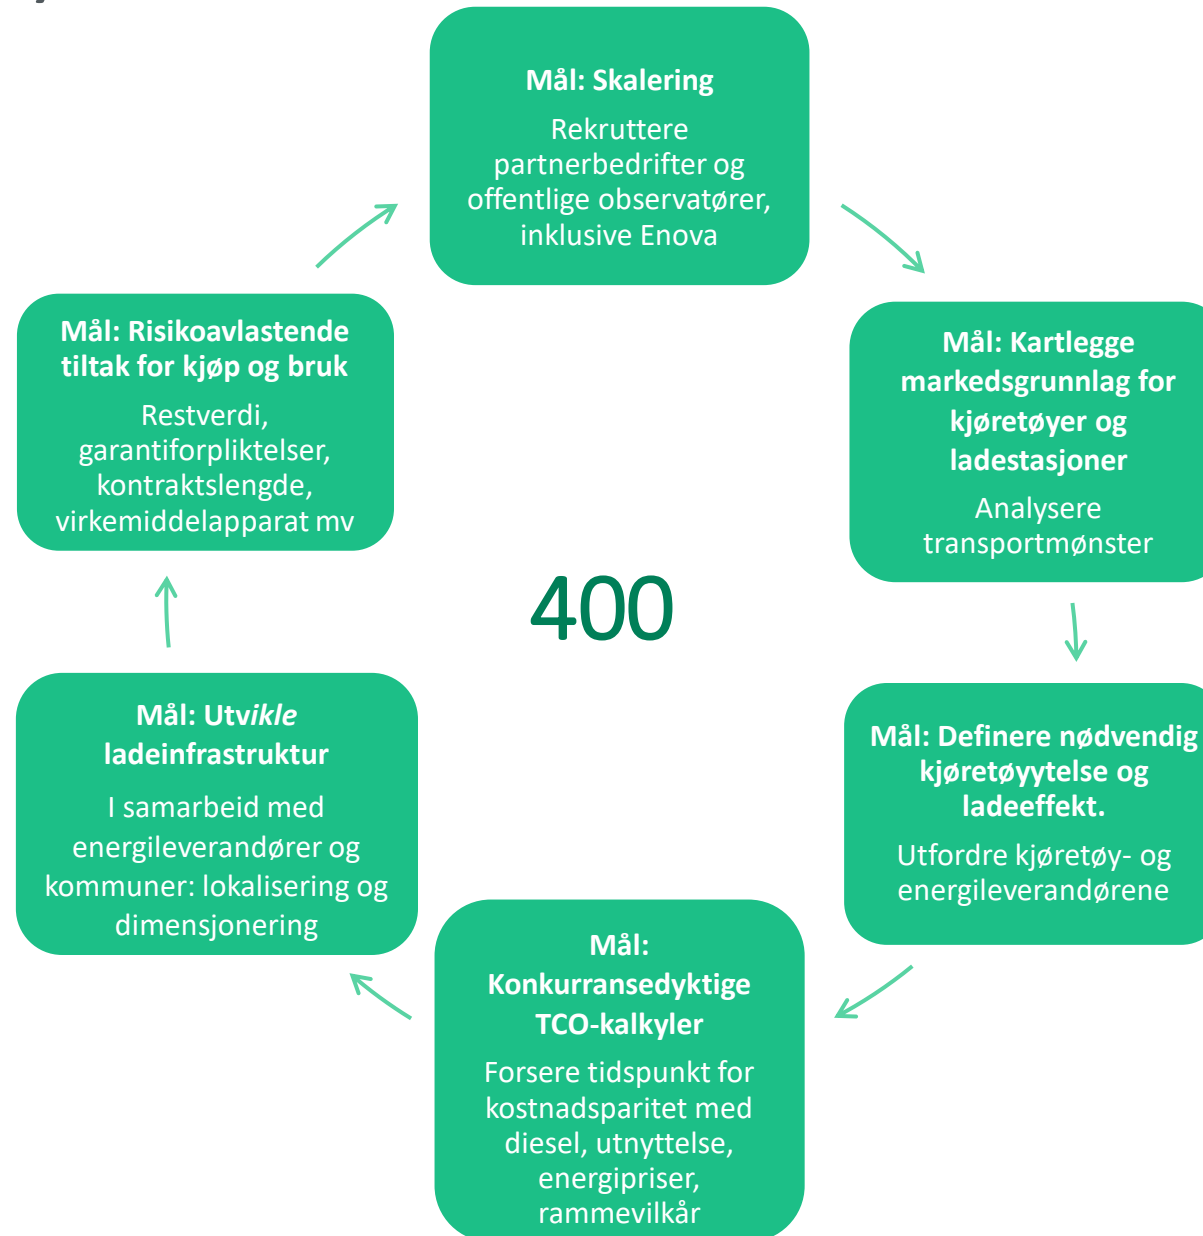 Mål: Skalering
Rekruttere
partnerbedrifter og
offentlige observatører,
inklusive Enova
Mål: Kartlegge
markedsgrunnlag for
kjøretøyer og
ladestasjoner
Analysere
transportmønster
Mål: Definere nødvendig
kjøretøyytelse og
ladeeffekt.
Utfordre kjøretøy- og
energileverandørene
Mål:
Konkurransedyktige
TCO-kalkyler
Forsere tidspunkt for
kostnadsparitet med
diesel, utnyttelse,
energipriser,
rammevilkår
Mål: Utvikle
ladeinfrastruktur
I samarbeid med
energileverandører og
kommuner: lokalisering og
dimensjonering
Mål: Risikoavlastende
tiltak for kjøp og bruk
Restverdi,
garantiforpliktelser,
kontraktslengde,
virkemiddelapparat mv
400